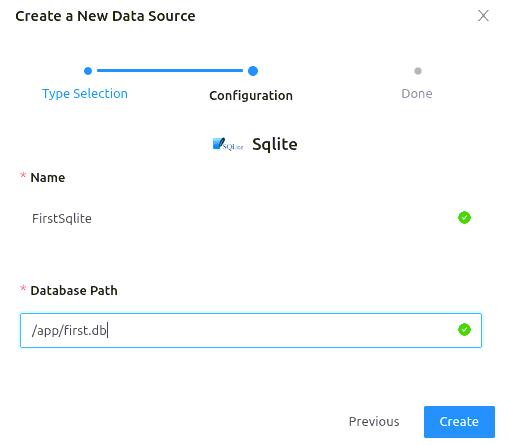 Create a New Data Source
Type Selection
Configuration
Done
SQLite Sqlite
* Name
FirstSqlite
* Database Path
/app/first.db
Previous Create